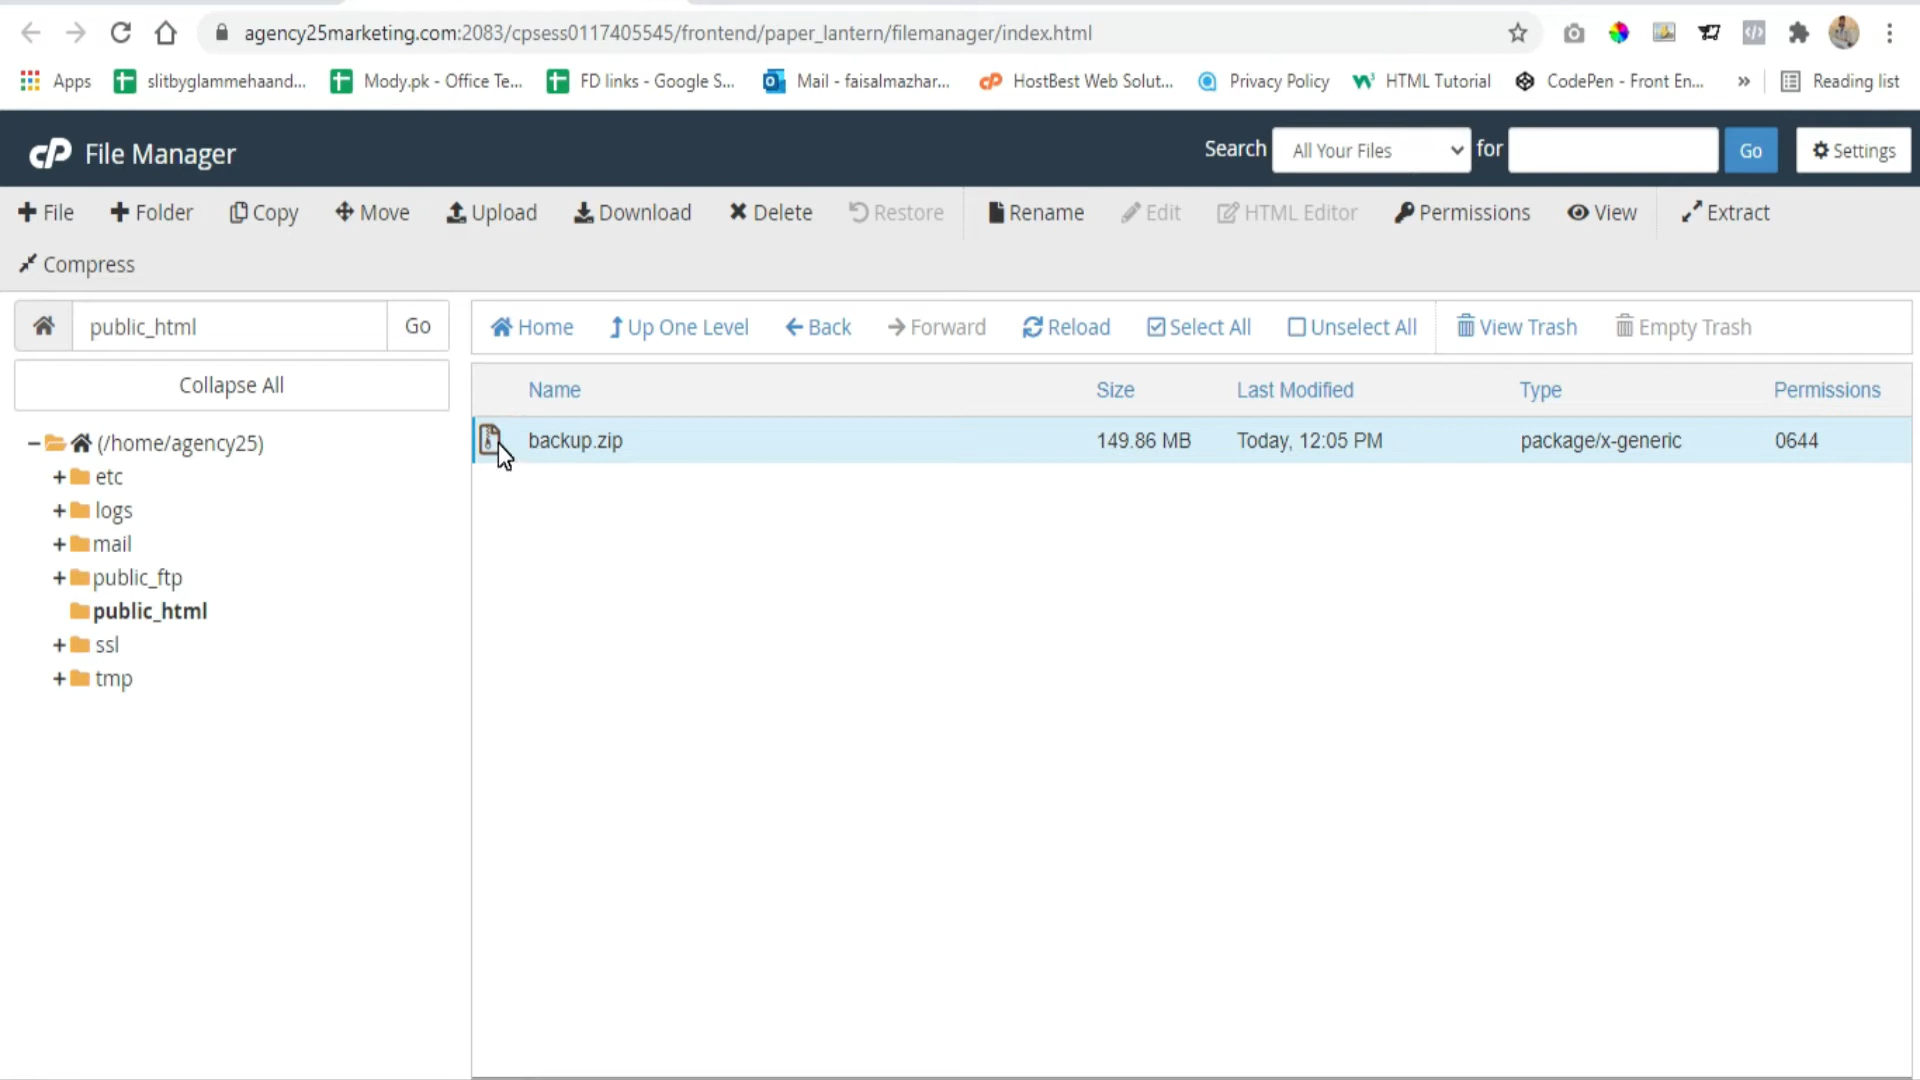 agency25marketing.com:2083/cpsess0117405545/frontend/paper_lantern/filemanager/index.html
Apps slitbyglammehaand... Mody.pk - Office Te... FD links - Google S... Mail - faisalmazhar... HostBest Web Solut... Privacy Policy HTML Tutorial CodePen - Front En... » Reading list
cP File Manager Search All Your Files for Go Settings
File Folder Copy Move Upload Download Delete Restore Rename Edit HTML Editor Permissions View Extract
Compress
public_html Go Home Up One Level Back Forward Reload Select All Unselect All View Trash Empty Trash
Collapse All
Name Size Last Modified Type Permissions
backup.zip 149.86 MB Today, 12:05 PM package/x-generic 0644
(/home/agency25)
etc
logs
mail
public_ftp
public_html
ssl
tmp